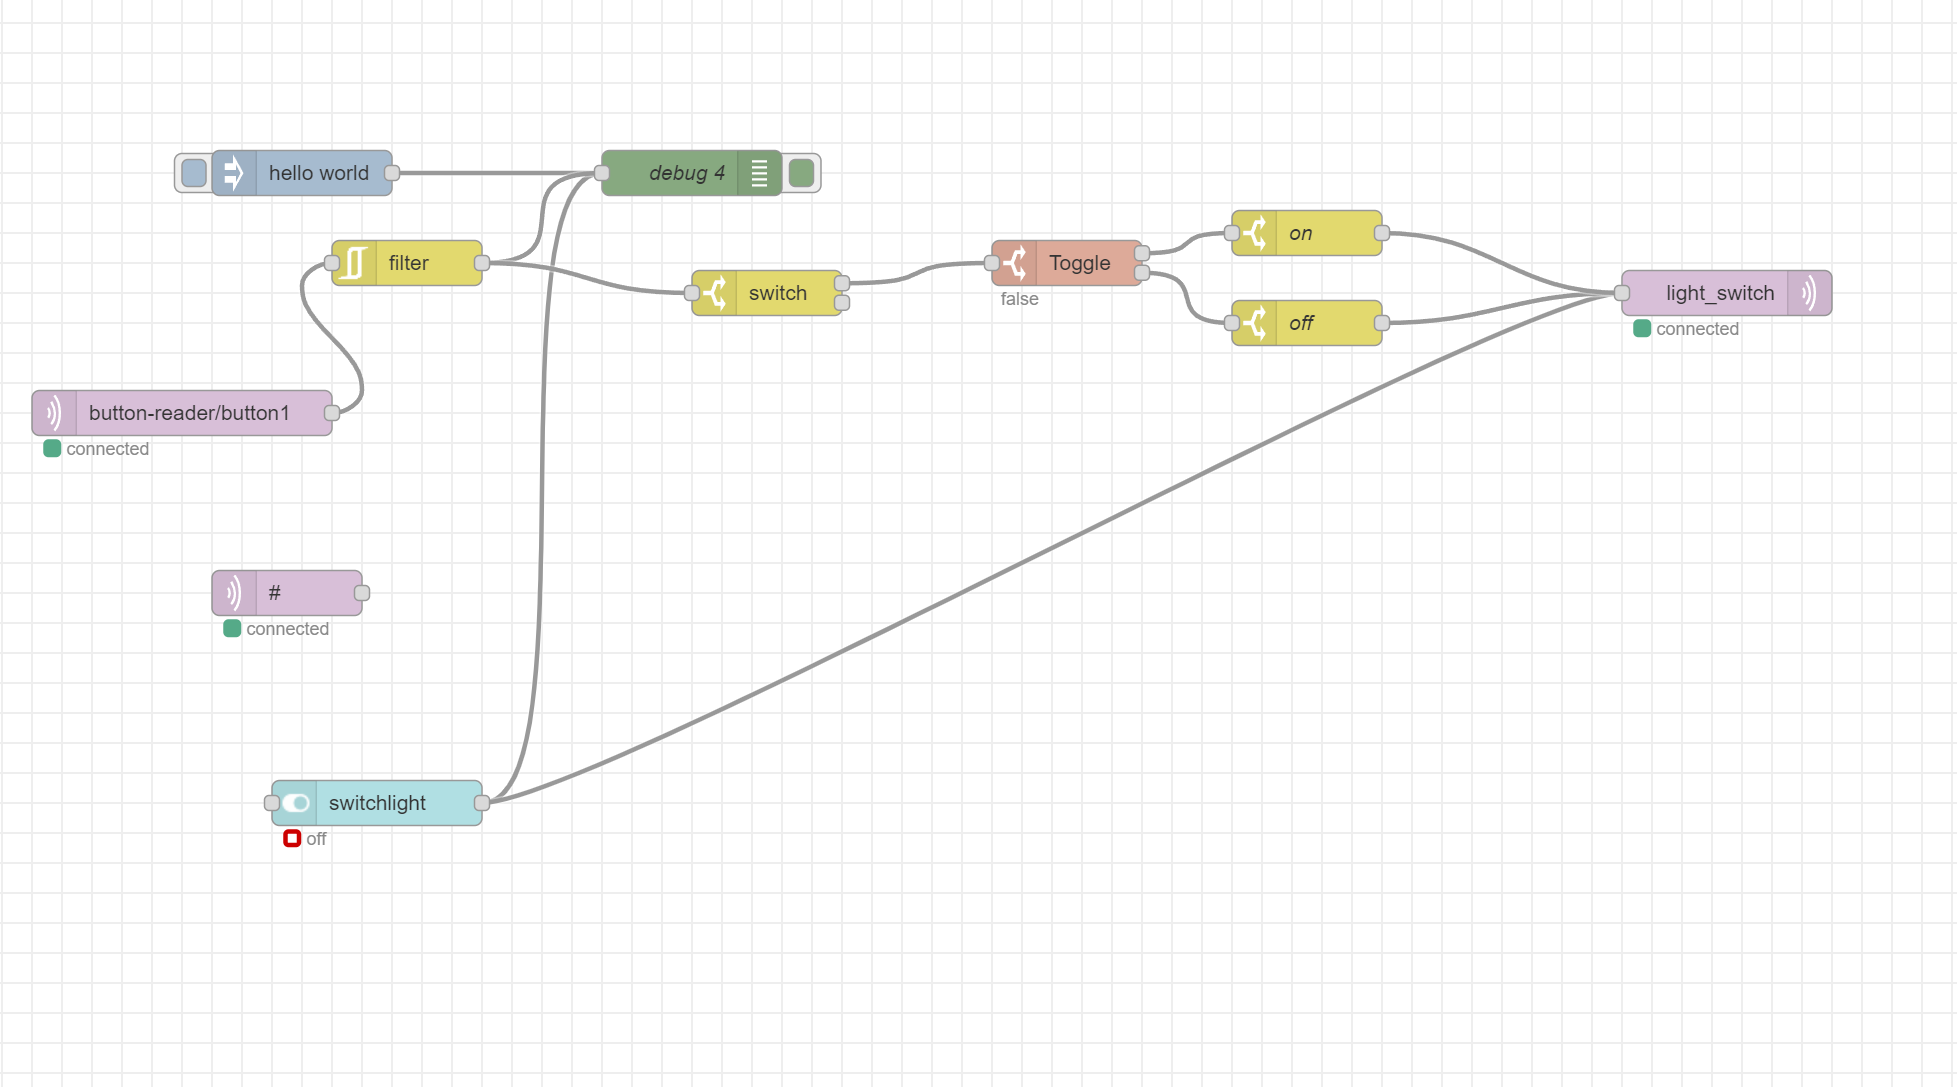 hello world
debug 4
on
filter
Toggle
switch
light_switch
false
off
connected
button-reader/button1
connected
#
connected
switchlight
off